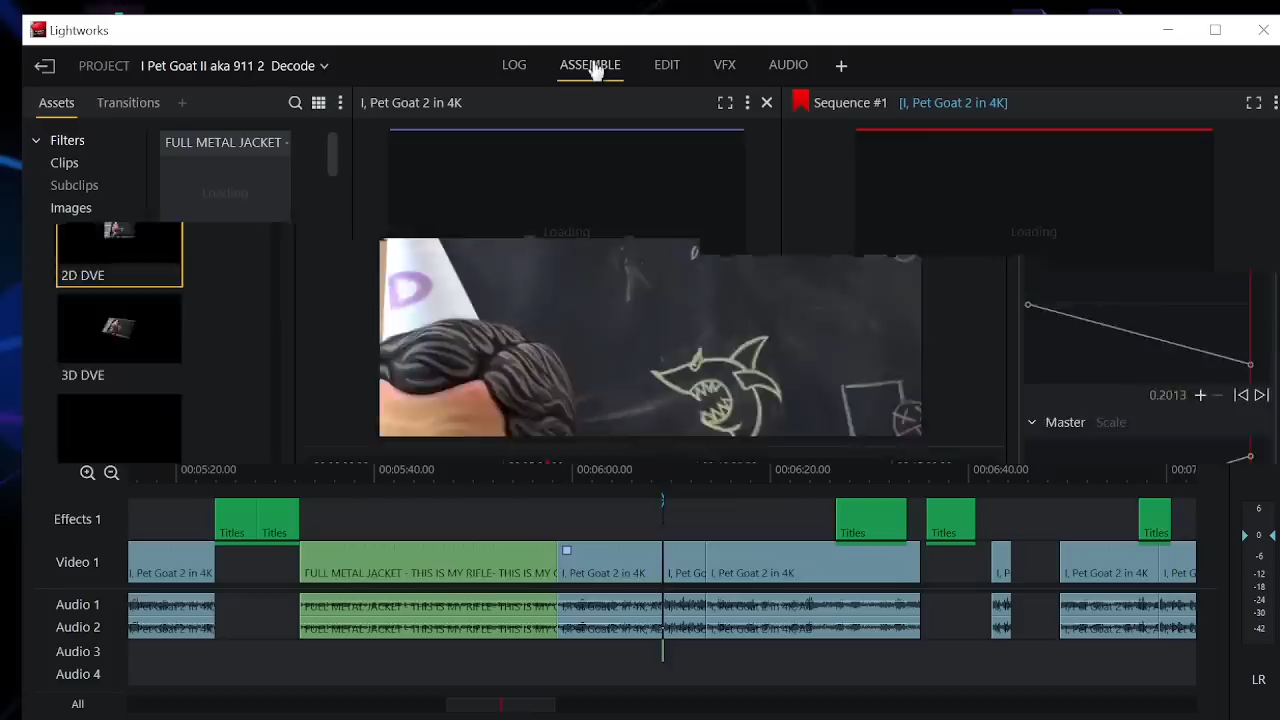 Lightworks
PROJECT I Pet Goat II aka 911 2 Decode
LOG ASSEMBLE EDIT VFX AUDIO +
Assets Transitions +
I, Pet Goat 2 in 4K
Sequence #1 [I, Pet Goat 2 in 4K]
Filters
Clips
Subclips
Images
FULL METAL JACKET -
Loading
Loading
Loading
2D DVE
3D DVE
D
0.2013
Master Scale
00:05:20.00 00:05:40.00 00:06:00.00 00:06:20.00 00:06:40.00 00:07
Effects 1
Titles Titles Titles Titles Titles
Video 1
I, Pet Goat 2 in 4K FULL METAL JACKET - THIS IS MY RIFLE- THIS IS MY G I, Pet Goat 2 in 4K I, Pet Go I, Pet Goat 2 in 4K I, P I, Pet Goat 2 in 4K I, Pet G
Audio 1
Audio 2
Audio 3
Audio 4
All
6
0
-6
-12
-18
-24
-30
-42
LR